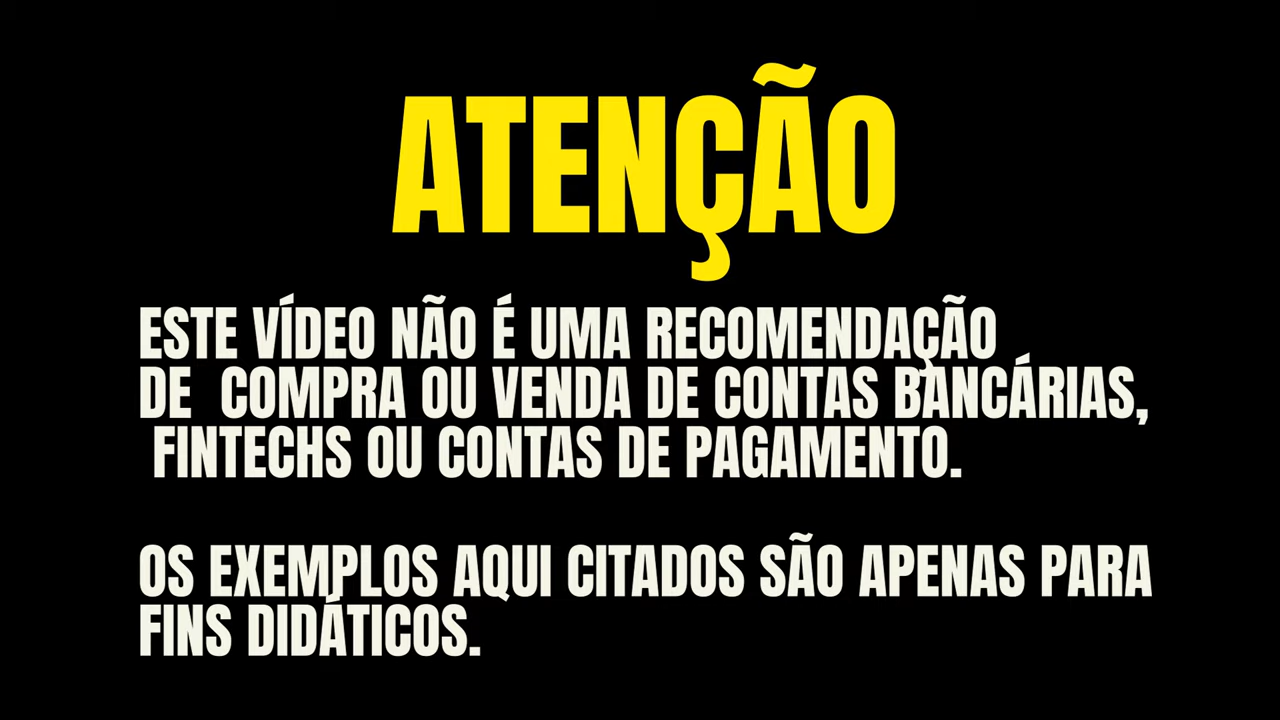 ATENÇÃO
ESTE VÍDEO NÃO É UMA RECOMENDAÇÃO
DE COMPRA OU VENDA DE CONTAS BANCÁRIAS,
FINTECHS OU CONTAS DE PAGAMENTO.
OS EXEMPLOS AQUI CITADOS SÃO APENAS PARA
FINS DIDÁTICOS.